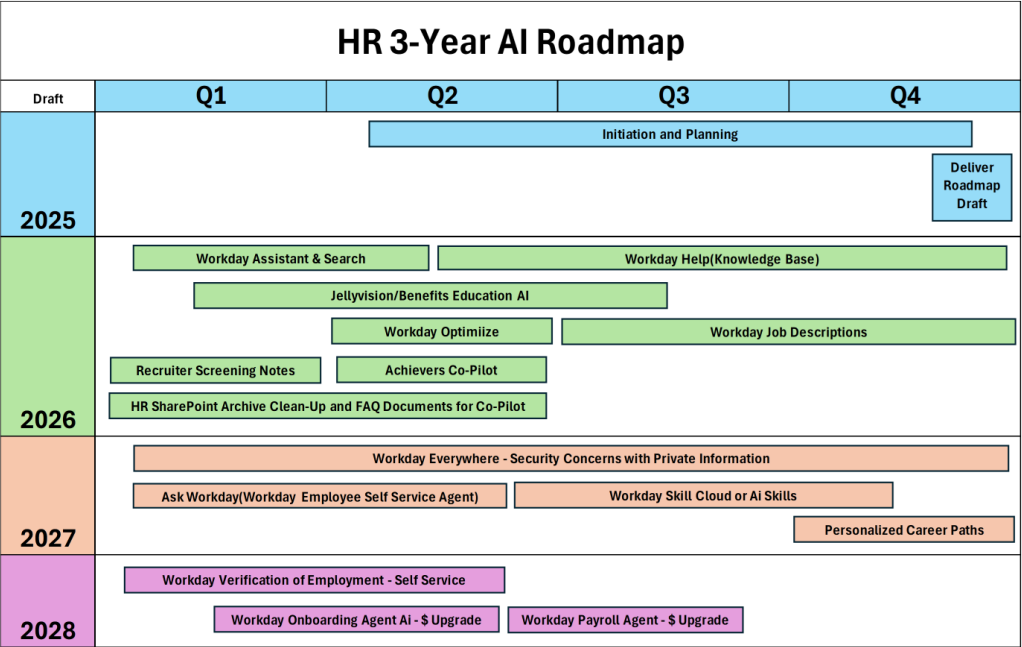 HR 3-Year AI Roadmap
Draft
Q1
Q2
Q3
Q4
2025
Initiation and Planning
Deliver
Roadmap
Draft
2026
Workday Assistant & Search
Workday Help(Knowledge Base)
Jellyvision/Benefits Education AI
Workday Optimiize
Workday Job Descriptions
Recruiter Screening Notes
Achievers Co-Pilot
HR SharePoint Archive Clean-Up and FAQ Documents for Co-Pilot
2027
Workday Everywhere - Security Concerns with Private Information
Ask Workday(Workday Employee Self Service Agent)
Workday Skill Cloud or Ai Skills
Personalized Career Paths
2028
Workday Verification of Employment - Self Service
Workday Onboarding Agent Ai - $ Upgrade
Workday Payroll Agent - $ Upgrade